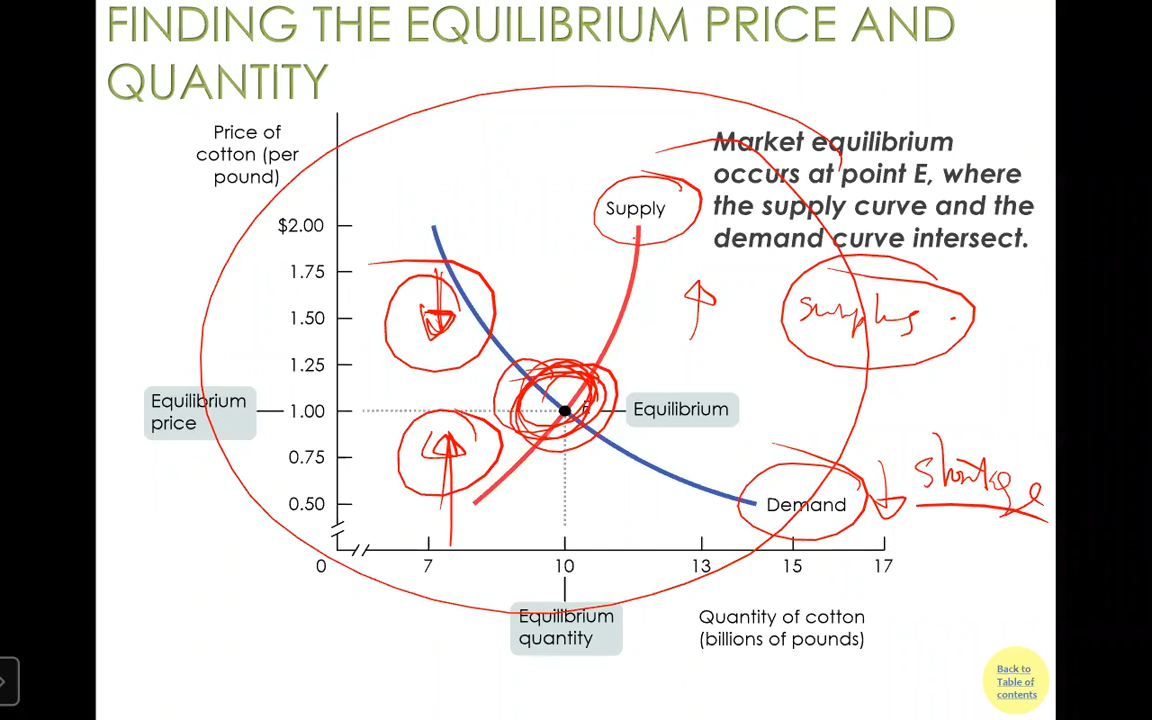 FINDING THE EQUILIBRIUM PRICE AND
QUANTITY
Price of
cotton (per
pound)
Market equilibrium
occurs at point E, where
the supply curve and the
demand curve intersect.
Supply
$2.00
1.75
1.50
surplus
1.25
Equilibrium
price
1.00
E
Equilibrium
0.75
shortage
0.50
Demand
0
7
10
13
15
17
Equilibrium
quantity
Quantity of cotton
(billions of pounds)
Back to
Table of
contents